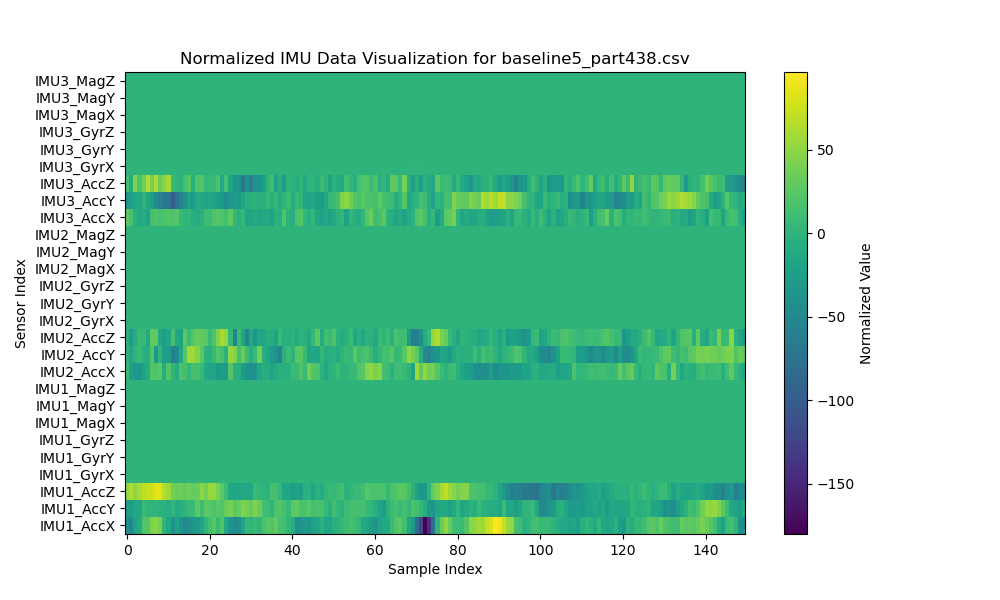 Normalized IMU Data Visualization for baseline5_part438.csv
IMU3_MagZ
IMU3_MagY
IMU3_MagX
IMU3_GyrZ
IMU3_GyrY
IMU3_GyrX
IMU3_AccZ
IMU3_AccY
IMU3_AccX
IMU2_MagZ
IMU2_MagY
IMU2_MagX
IMU2_GyrZ
IMU2_GyrY
IMU2_GyrX
IMU2_AccZ
IMU2_AccY
IMU2_AccX
IMU1_MagZ
IMU1_MagY
IMU1_MagX
IMU1_GyrZ
IMU1_GyrY
IMU1_GyrX
IMU1_AccZ
IMU1_AccY
IMU1_AccX
Sensor Index
0 20 40 60 80 100 120 140
Sample Index
50
0
−50
−100
−150
Normalized Value